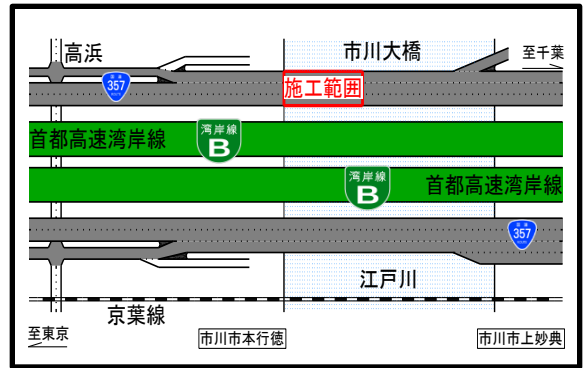 高浜
市川大橋
至千葉
357
施工範囲
首都高速湾岸線
湾岸線
B
湾岸線
B
首都高速湾岸線
357
江戸川
京葉線
至東京
市川市本行徳
市川市上妙典